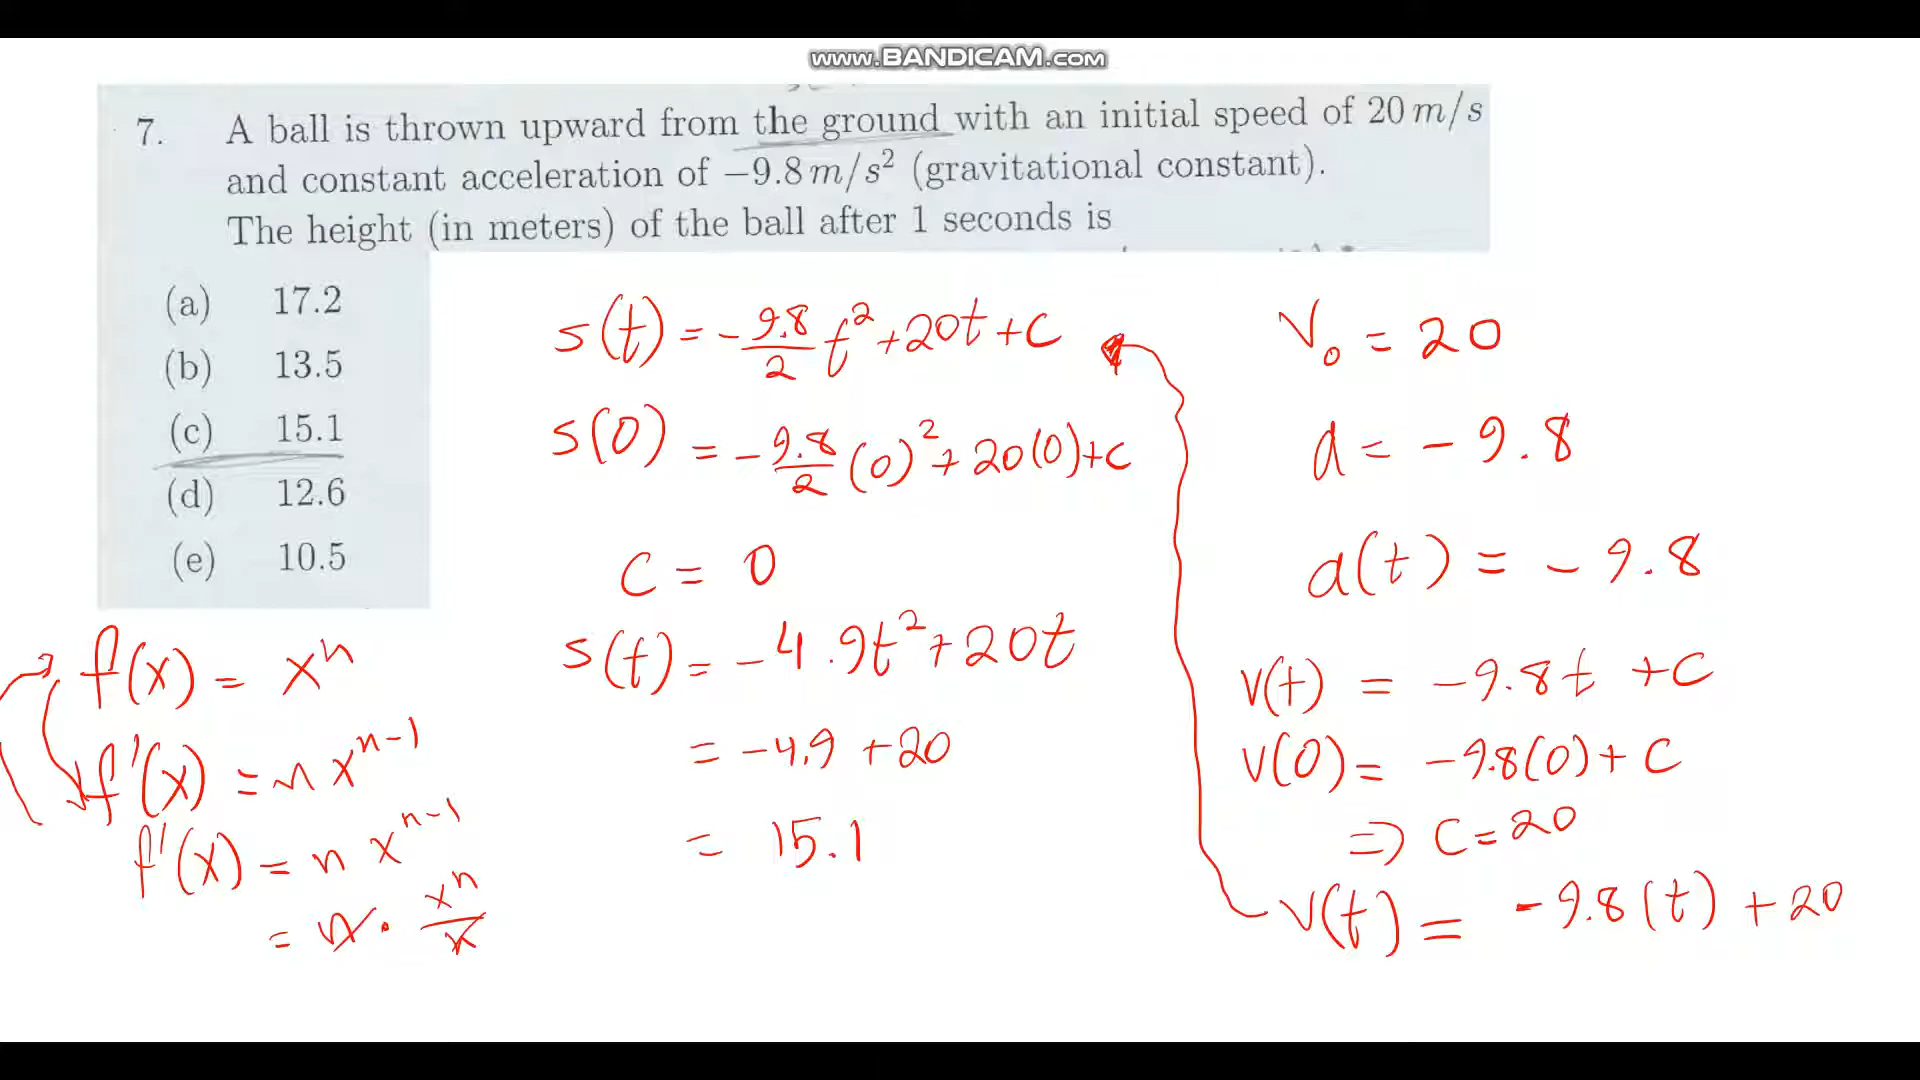 www.BANDICAM.com
7. A ball is thrown upward from the ground with an initial speed of 20 m/s
and constant acceleration of −9.8 m/s² (gravitational constant).
The height (in meters) of the ball after 1 seconds is
(a) 17.2
(b) 13.5
(c) 15.1
(d) 12.6
(e) 10.5
f(x) = xⁿ
f'(x) = n xⁿ⁻¹
f'(x) = n xⁿ⁻¹
= n · xⁿ/x
s(t) = -9.8/2 t² + 20t + C
s(0) = -9.8/2 (0)² + 20(0) + C
C = 0
s(t) = -4.9t² + 20t
= -4.9 + 20
= 15.1
V₀ = 20
a = -9.8
a(t) = -9.8
v(t) = -9.8t + C
v(0) = -9.8(0) + C
⇒ C = 20
v(t) = -9.8(t) + 20